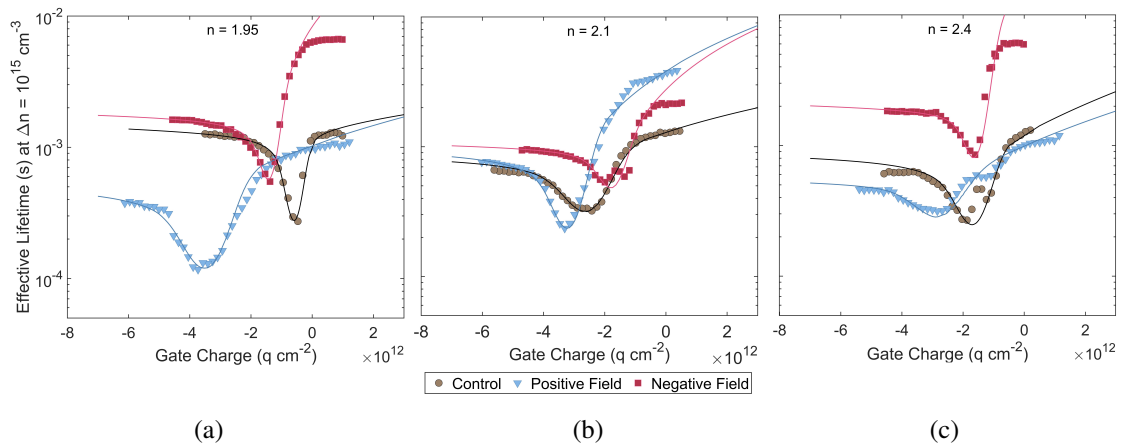 Effective Lifetime (s) at Δn = 10^15 cm^-3
10^-2
10^-3
10^-4
n = 1.95
-8 -6 -4 -2 0 2
Gate Charge (q cm^-2)
×10^12
n = 2.1
-8 -6 -4 -2 0 2
Gate Charge (q cm^-2)
×10^12
n = 2.4
-8 -6 -4 -2 0 2
Gate Charge (q cm^-2)
×10^12
Control Positive Field Negative Field
(a) (b) (c)